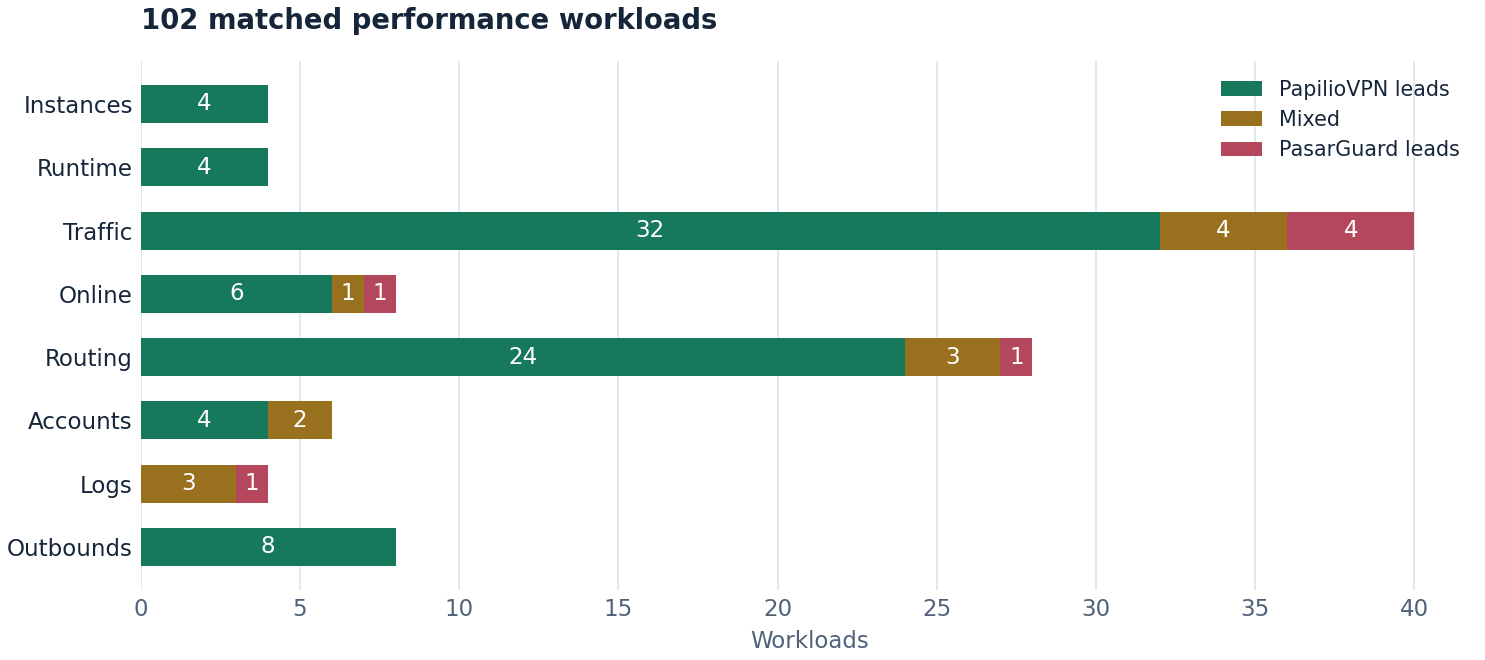 102 matched performance workloads
PapilioVPN leads
Mixed
PasarGuard leads
Instances 4
Runtime 4
Traffic 32 4 4
Online 6 1 1
Routing 24 3 1
Accounts 4 2
Logs 3 1
Outbounds 8
0 5 10 15 20 25 30 35 40
Workloads